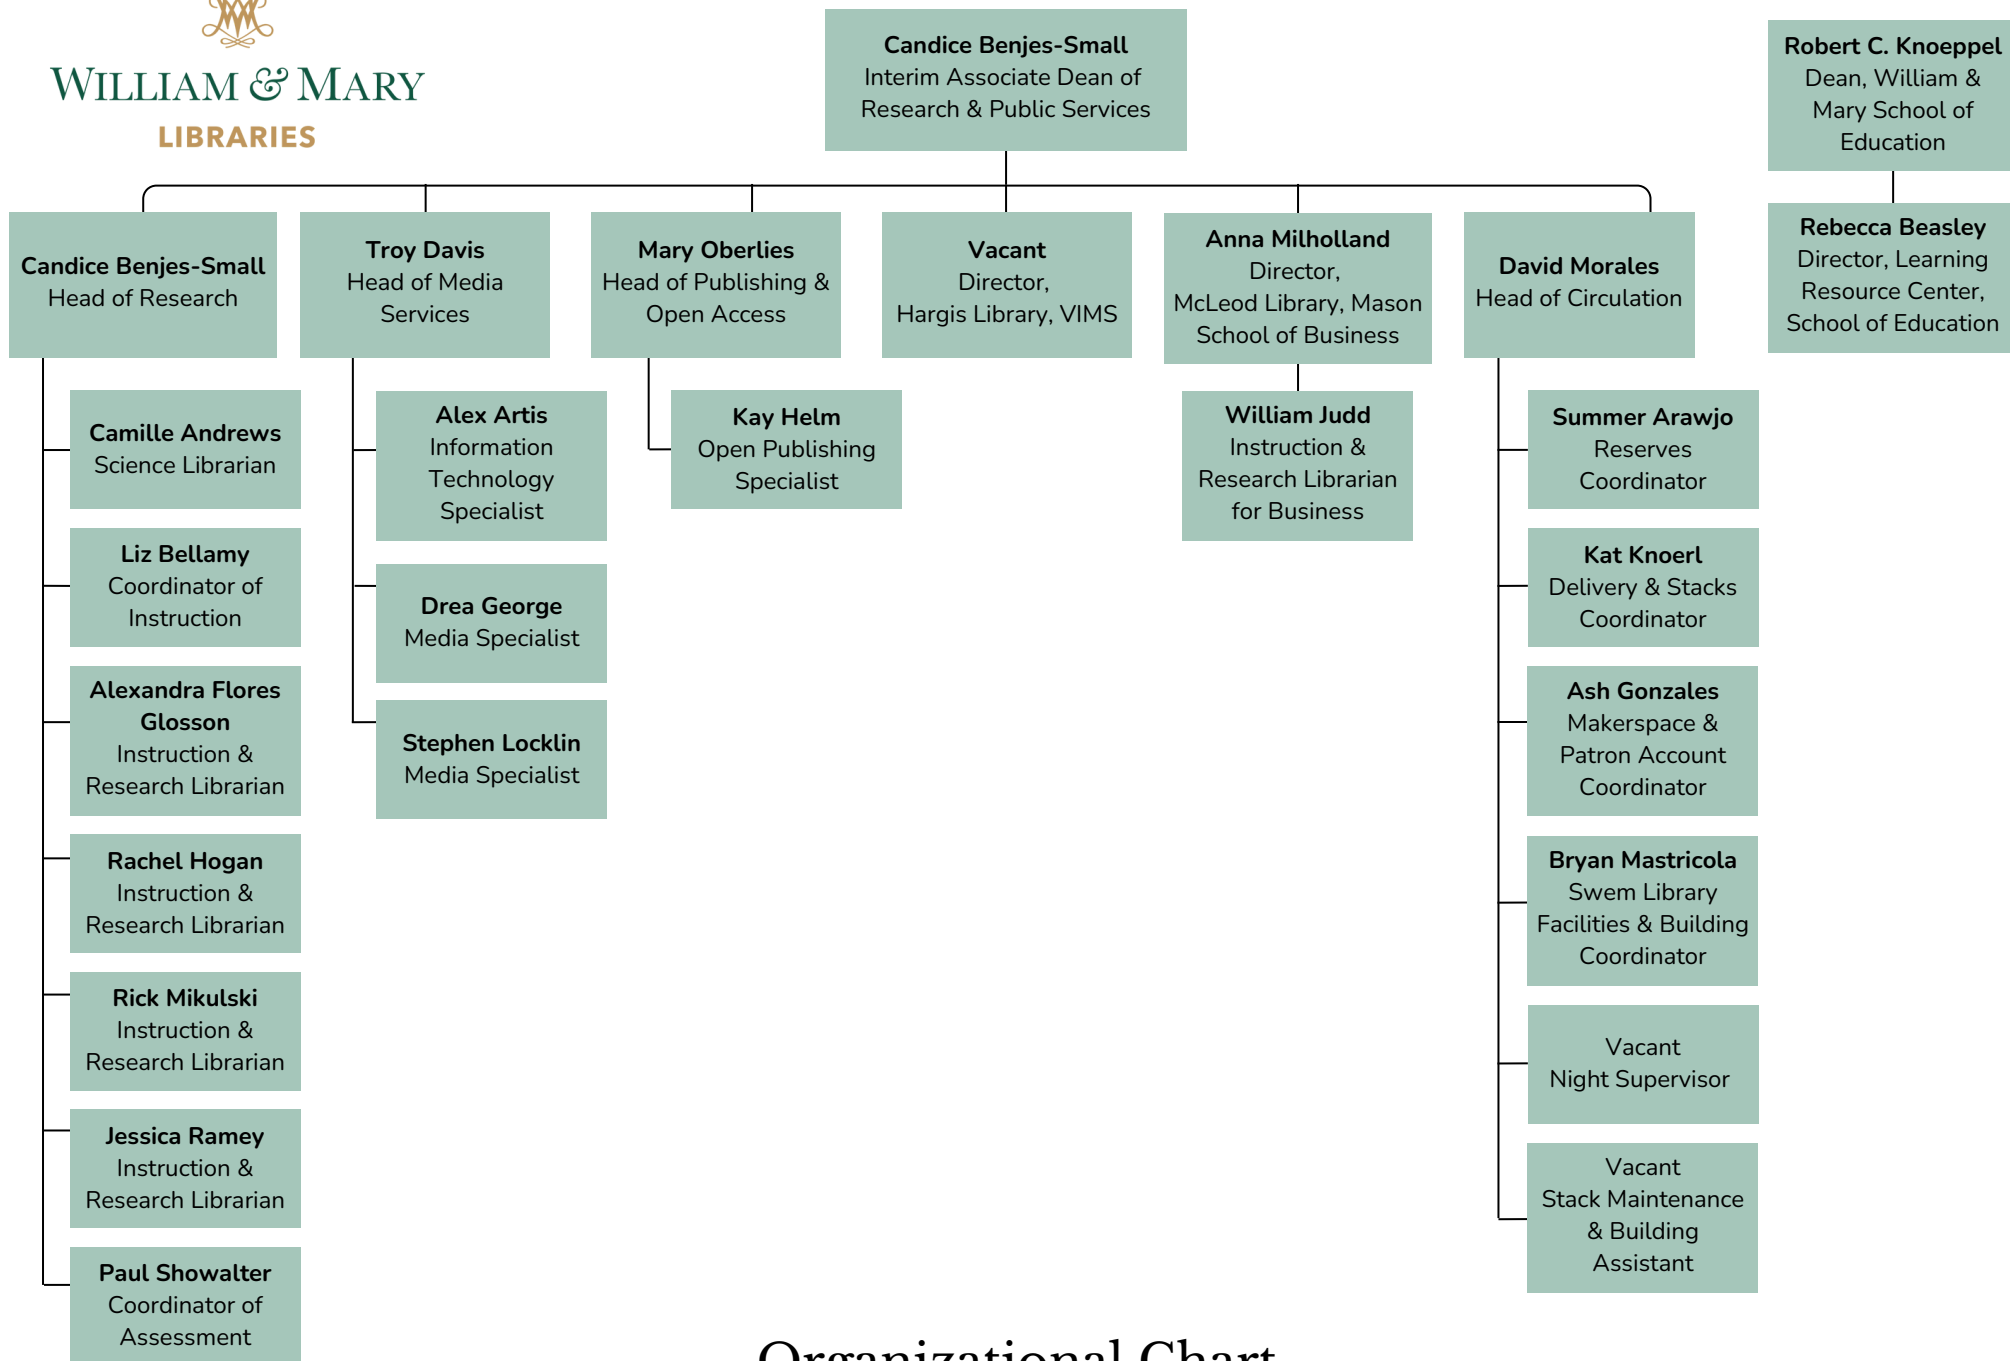 WILLIAM & MARY
LIBRARIES
Candice Benjes-Small
Interim Associate Dean of
Research & Public Services
Robert C. Knoeppel
Dean, William &
Mary School of
Education
Candice Benjes-Small
Head of Research
Troy Davis
Head of Media
Services
Mary Oberlies
Head of Publishing &
Open Access
Vacant
Director,
Hargis Library, VIMS
Anna Milholland
Director,
McLeod Library, Mason
School of Business
David Morales
Head of Circulation
Rebecca Beasley
Director, Learning
Resource Center,
School of Education
Camille Andrews
Science Librarian
Liz Bellamy
Coordinator of
Instruction
Alexandra Flores
Glosson
Instruction &
Research Librarian
Rachel Hogan
Instruction &
Research Librarian
Rick Mikulski
Instruction &
Research Librarian
Jessica Ramey
Instruction &
Research Librarian
Paul Showalter
Coordinator of
Assessment
Alex Artis
Information
Technology
Specialist
Drea George
Media Specialist
Stephen Locklin
Media Specialist
Kay Helm
Open Publishing
Specialist
William Judd
Instruction &
Research Librarian
for Business
Summer Arawjo
Reserves
Coordinator
Kat Knoerl
Delivery & Stacks
Coordinator
Ash Gonzales
Makerspace &
Patron Account
Coordinator
Bryan Mastricola
Swem Library
Facilities & Building
Coordinator
Vacant
Night Supervisor
Vacant
Stack Maintenance
& Building
Assistant
Organizational Chart